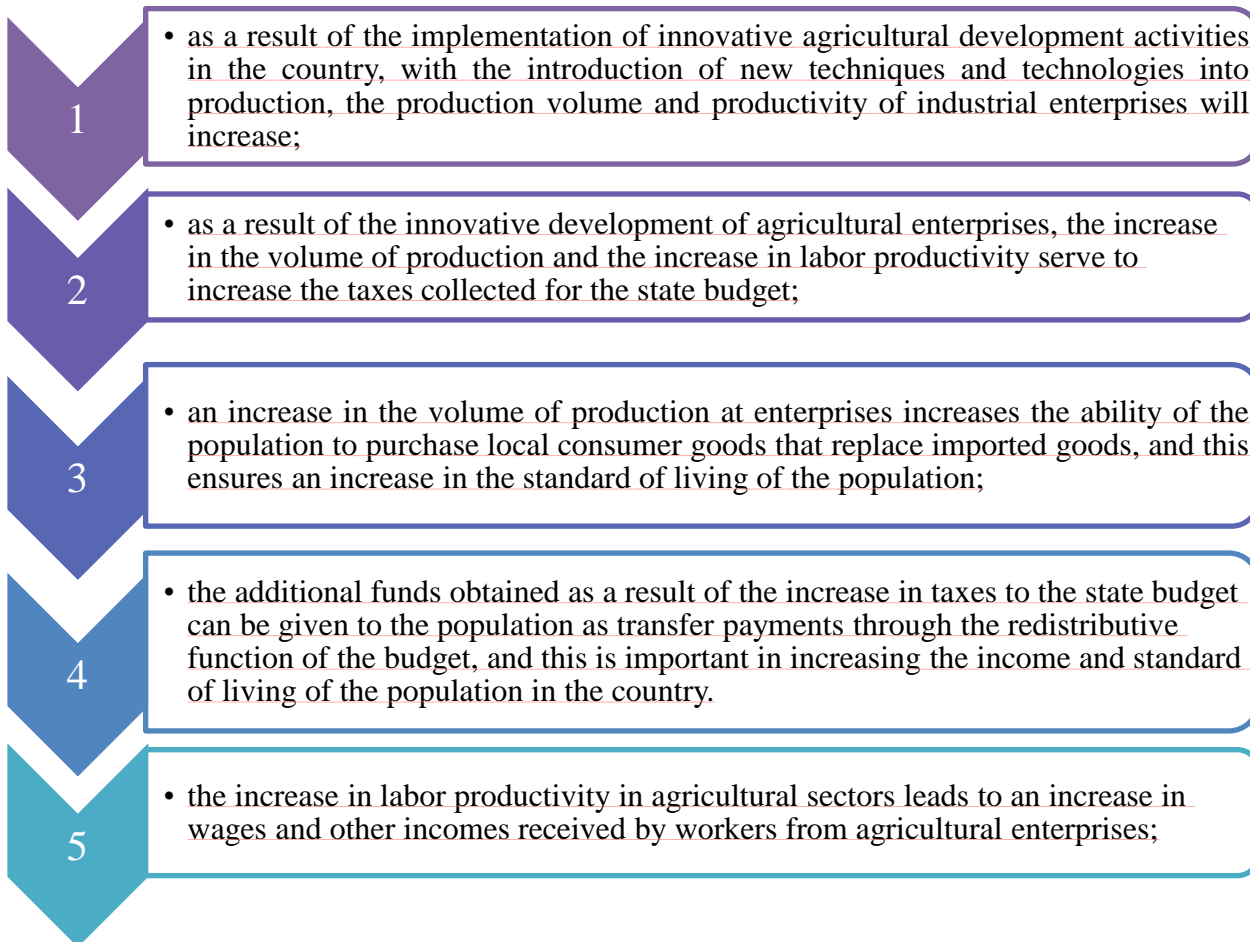 1
• as a result of the implementation of innovative agricultural development activities
in the country, with the introduction of new techniques and technologies into
production, the production volume and productivity of industrial enterprises will
increase;
2
• as a result of the innovative development of agricultural enterprises, the increase
in the volume of production and the increase in labor productivity serve to
increase the taxes collected for the state budget;
3
• an increase in the volume of production at enterprises increases the ability of the
population to purchase local consumer goods that replace imported goods, and this
ensures an increase in the standard of living of the population;
4
• the additional funds obtained as a result of the increase in taxes to the state budget
can be given to the population as transfer payments through the redistributive
function of the budget, and this is important in increasing the income and standard
of living of the population in the country.
5
• the increase in labor productivity in agricultural sectors leads to an increase in
wages and other incomes received by workers from agricultural enterprises;